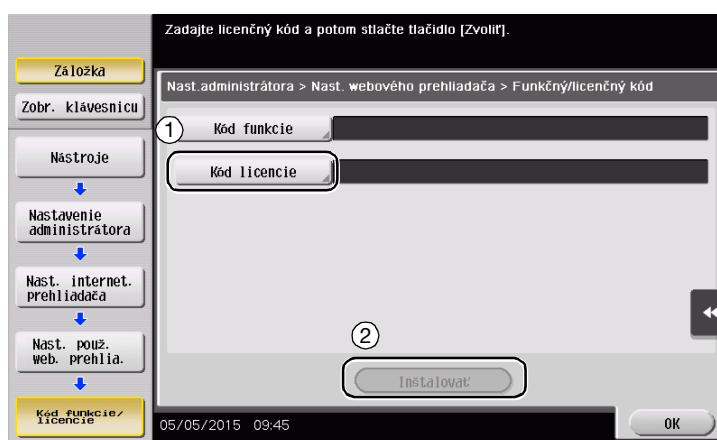 Zadajte licenčný kód a potom stlačte tlačidlo [Zvoliť].
Záložka
Zobr. klávesnicu
Nástroje
Nastavenie
administrátora
Nast. internet.
prehliadača
Nast. použ.
web. prehlia.
Kód funkcie/
licencie
Nast.administrátora > Nast. webového prehliadača > Funkčný/licenčný kód
1
Kód funkcie
Kód licencie
2
Inštalovať
05/05/2015 09:45
OK